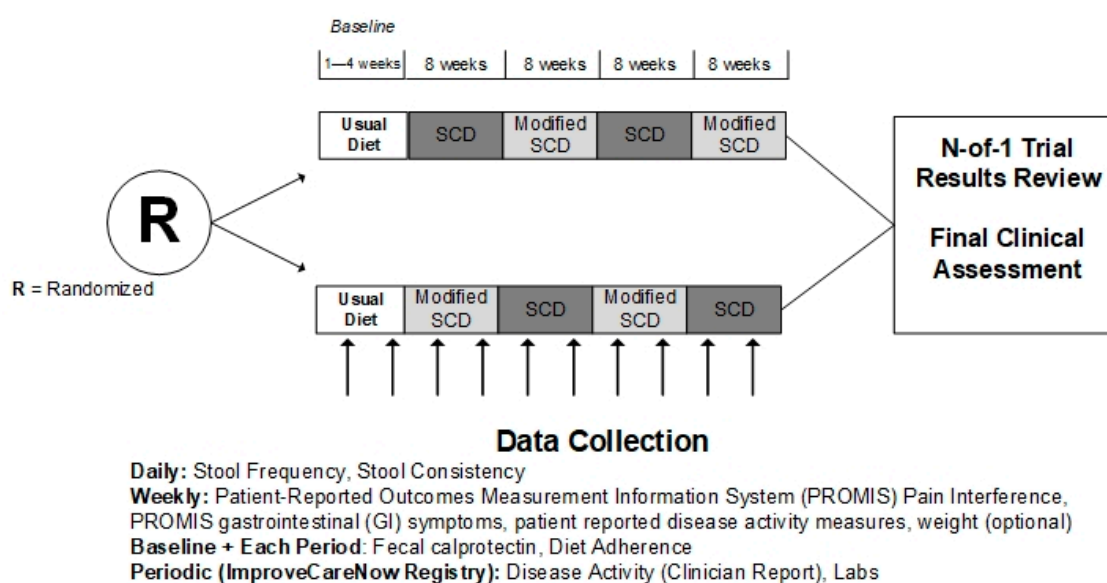 Baseline
1—4 weeks 8 weeks 8 weeks 8 weeks 8 weeks
Usual Diet SCD Modified SCD SCD Modified SCD
R
R = Randomized
N-of-1 Trial
Results Review
Final Clinical
Assessment
Usual Diet Modified SCD SCD Modified SCD SCD
Data Collection
Daily: Stool Frequency, Stool Consistency
Weekly: Patient-Reported Outcomes Measurement Information System (PROMIS) Pain Interference,
PROMIS gastrointestinal (GI) symptoms, patient reported disease activity measures, weight (optional)
Baseline + Each Period: Fecal calprotectin, Diet Adherence
Periodic (ImproveCareNow Registry): Disease Activity (Clinician Report), Labs